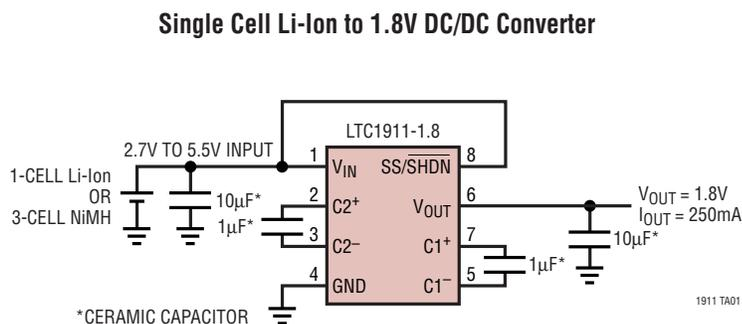 Single Cell Li-Ion to 1.8V DC/DC Converter
LTC1911-1.8
2.7V TO 5.5V INPUT
1
VIN
SS/SHDN
8
1-CELL Li-Ion
OR
3-CELL NiMH
10µF*
2
C2+
VOUT
6
VOUT = 1.8V
IOUT = 250mA
1µF*
3
C2–
C1+
7
10µF*
1µF*
4
GND
C1–
5
*CERAMIC CAPACITOR
1911 TA01